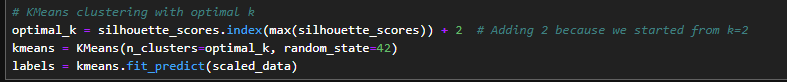 # KMeans clustering with optimal k
optimal_k = silhouette_scores.index(max(silhouette_scores)) + 2  # Adding 2 because we started from k=2
kmeans = KMeans(n_clusters=optimal_k, random_state=42)
labels = kmeans.fit_predict(scaled_data)